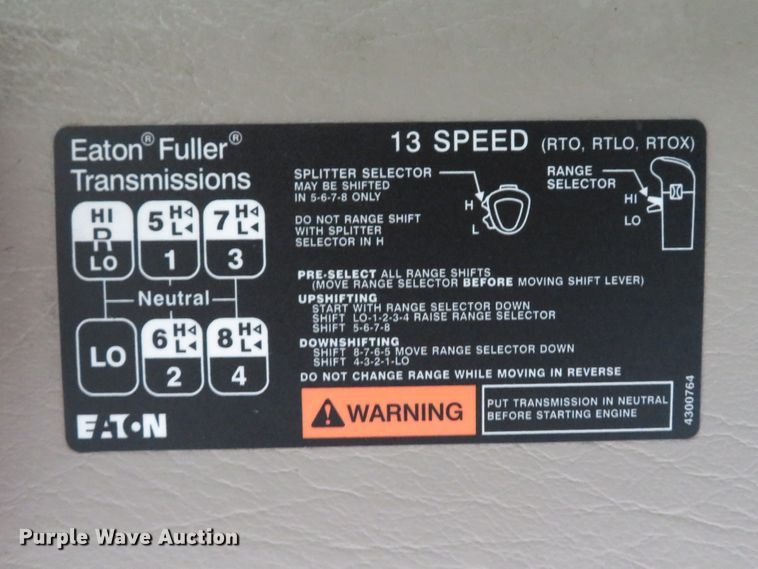 Eaton® Fuller®
Transmissions
13 SPEED (RTO, RTLO, RTOX)
SPLITTER SELECTOR
MAY BE SHIFTED
IN 5-6-7-8 ONLY
DO NOT RANGE SHIFT
WITH SPLITTER
SELECTOR IN H
H
L
RANGE
SELECTOR
HI
LO
HI
R
LO
5 H
L
1
7 H
L
3
Neutral
LO
6 H
L
2
8 H
L
4
PRE-SELECT ALL RANGE SHIFTS
(MOVE RANGE SELECTOR BEFORE MOVING SHIFT LEVER)
UPSHIFTING
START WITH RANGE SELECTOR DOWN
SHIFT LO-1-2-3-4 RAISE RANGE SELECTOR
SHIFT 5-6-7-8
DOWNSHIFTING
SHIFT 8-7-6-5 MOVE RANGE SELECTOR DOWN
SHIFT 4-3-2-1-LO
DO NOT CHANGE RANGE WHILE MOVING IN REVERSE
EATON
WARNING
PUT TRANSMISSION IN NEUTRAL
BEFORE STARTING ENGINE
4300764
Purple Wave Auction